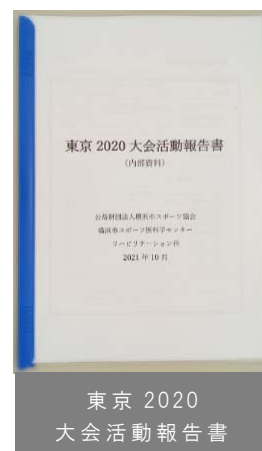 東京 2020 大会活動報告書
(内部資料)
公益財団法人横浜市スポーツ協会
横浜市スポーツ医科学センター
リハビリテーション科
2021 年 10 月
東京 2020
大会活動報告書